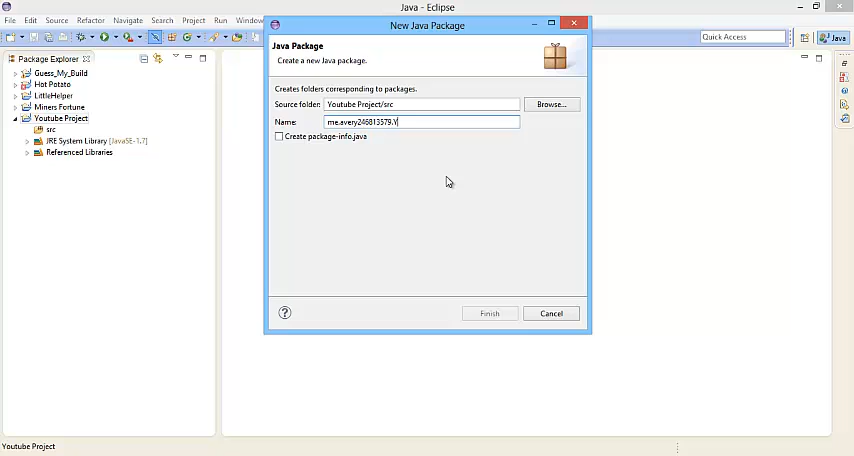 Java - Eclipse
File Edit Source Refactor Navigate Search Project Run Window
Quick Access
Java
Package Explorer
Guess_My_Build
Hot Potato
LittleHelper
Miners Fortune
Youtube Project
src
JRE System Library [JavaSE-1.7]
Referenced Libraries
New Java Package
Java Package
Create a new Java package.
Creates folders corresponding to packages.
Source folder: Youtube Project/src Browse...
Name: me.avery246813579.Y
Create package-info.java
? Finish Cancel
Youtube Project